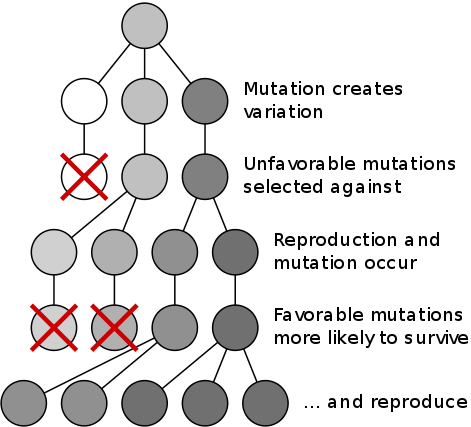 Mutation creates
variation
Unfavorable mutations
selected against
Reproduction and
mutation occur
Favorable mutations
more likely to survive
... and reproduce